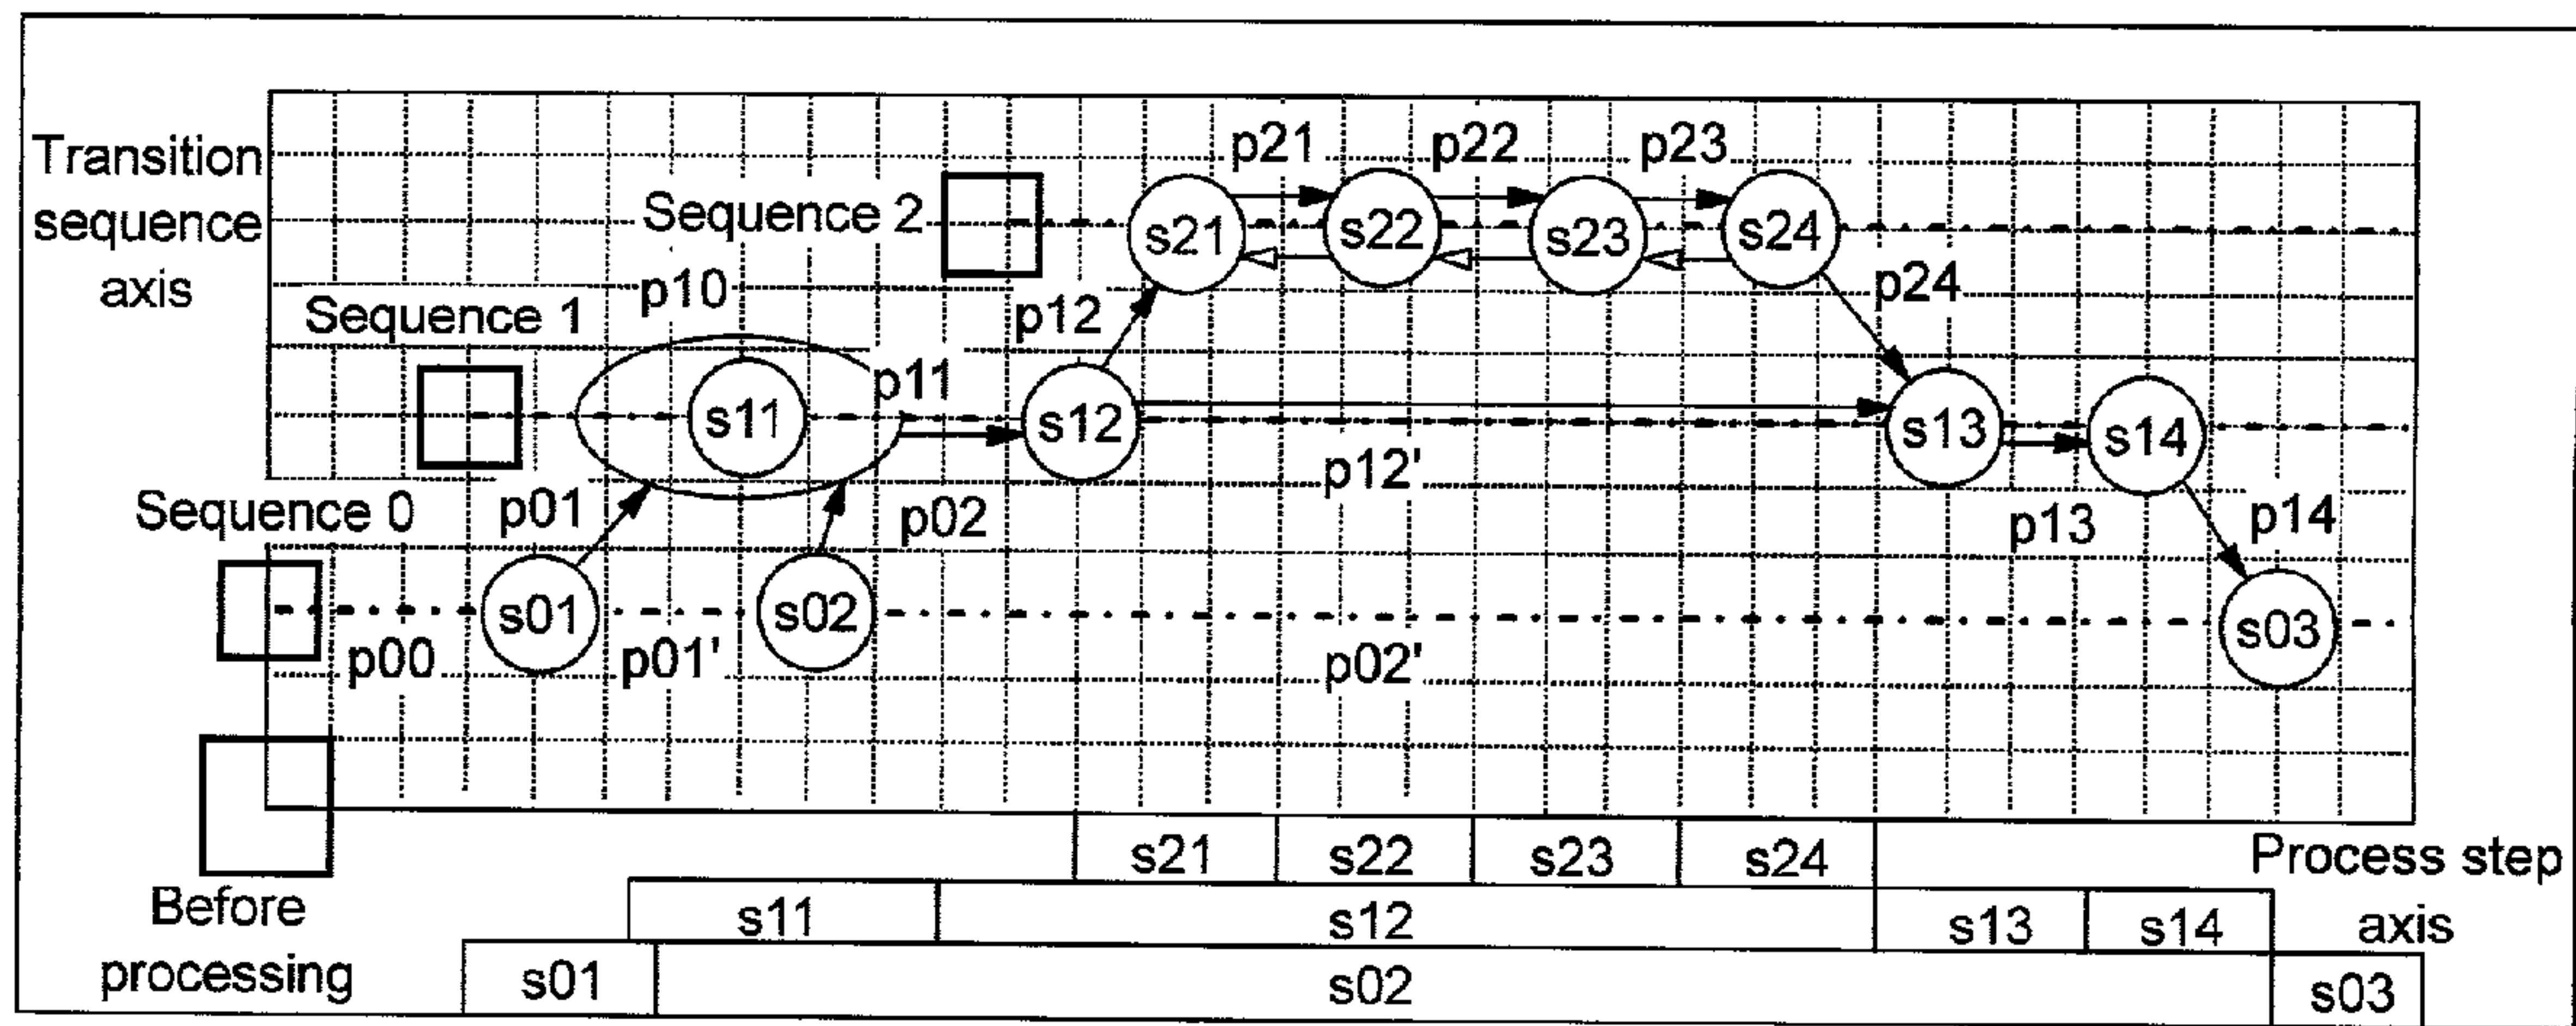 Transition
sequence
axis
p21 p22 p23
Sequence 2
s21 s22 s23 s24
p10
p24
Sequence 1
p12
p11
s11 s12 s13 s14
p12'
Sequence 0
p01 p02 p13 p14
s01 s02 s03
p00 p01' p02'
s21 s22 s23 s24
Process step
axis
Before
processing
s11 s12 s13 s14
s01 s02 s03